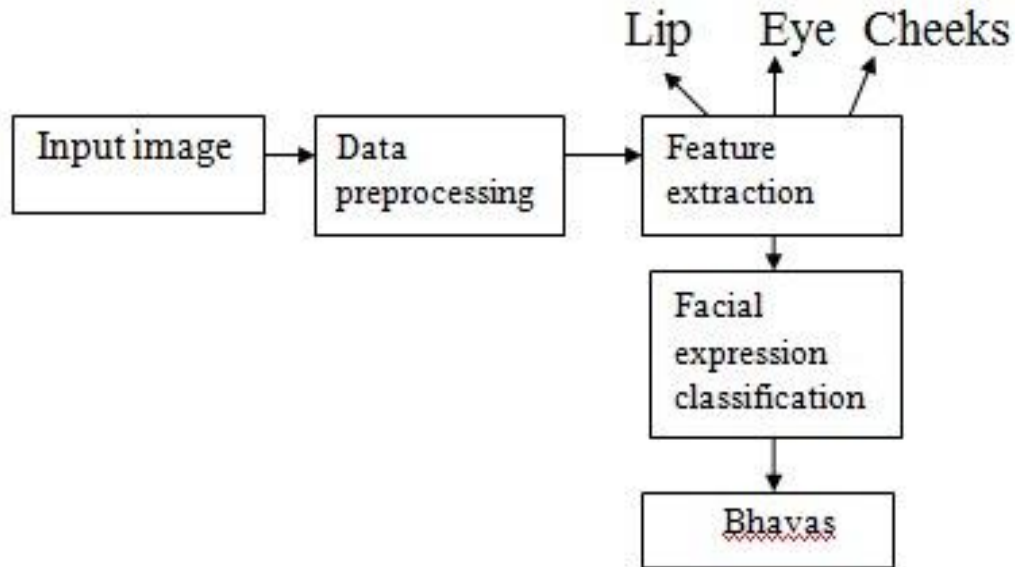 Lip Eye Cheeks
Input image
Data
preprocessing
Feature
extraction
Facial
expression
classification
Bhavas